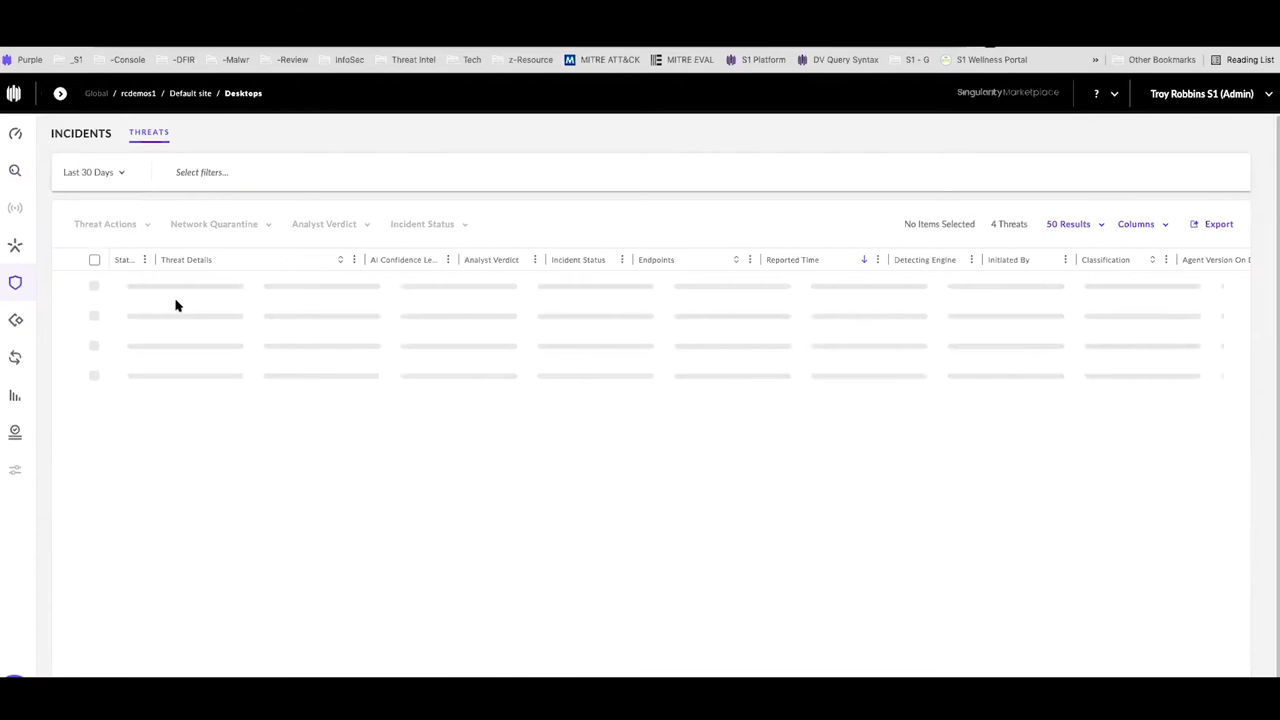 Purple _S1 -Console -DFIR -Malwr -Review InfoSec Threat Intel Tech z-Resource MITRE ATT&CK MITRE EVAL S1 Platform DV Query Syntax S1 - G S1 Wellness Portal » Other Bookmarks Reading List
Global / rcdemos1 / Default site / Desktops Singularity Marketplace ? Troy Robbins S1 (Admin)
INCIDENTS THREATS
Last 30 Days Select filters...
Threat Actions Network Quarantine Analyst Verdict Incident Status No Items Selected 4 Threats 50 Results Columns Export
Stat... Threat Details AI Confidence Le... Analyst Verdict Incident Status Endpoints Reported Time Detecting Engine Initiated By Classification Agent Version On D